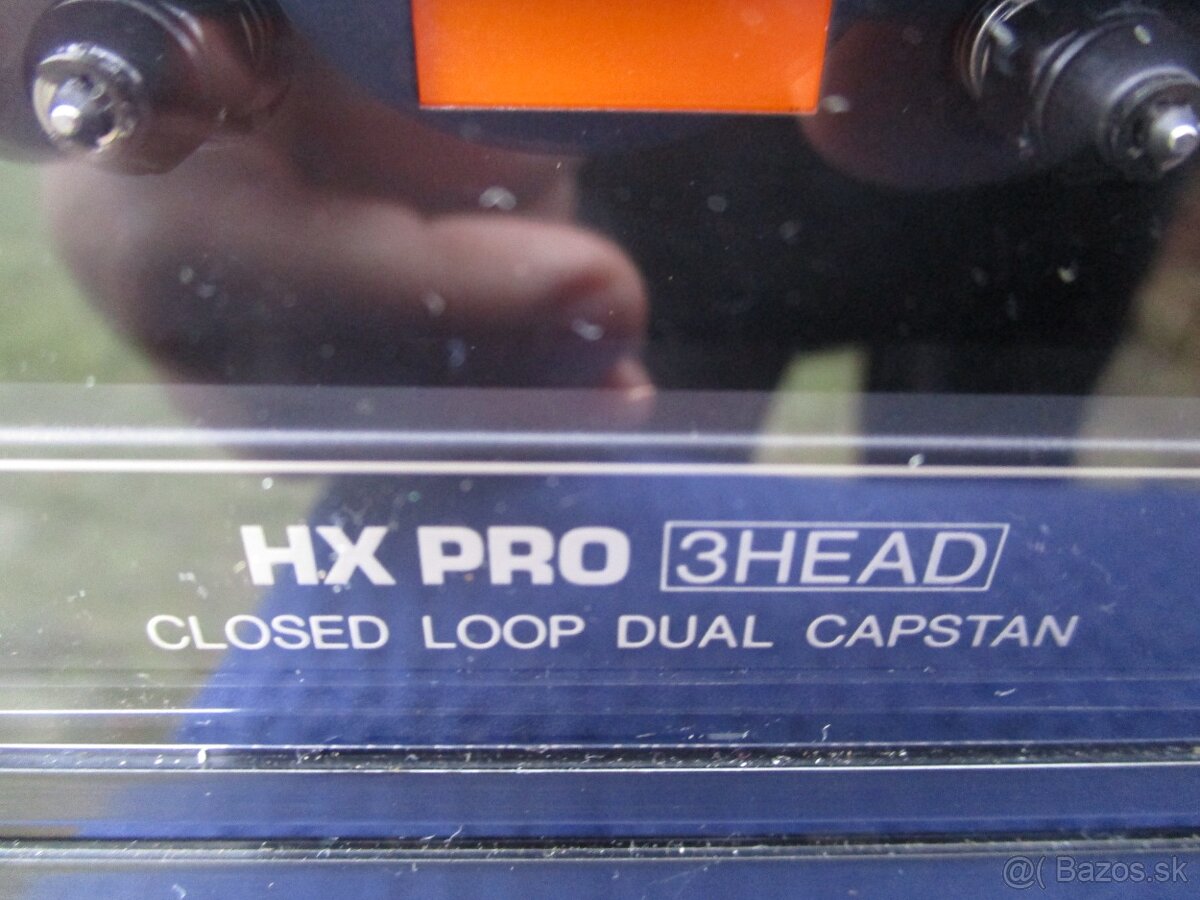 HX PRO 3HEAD
CLOSED LOOP DUAL CAPSTAN
@( Bazos.sk